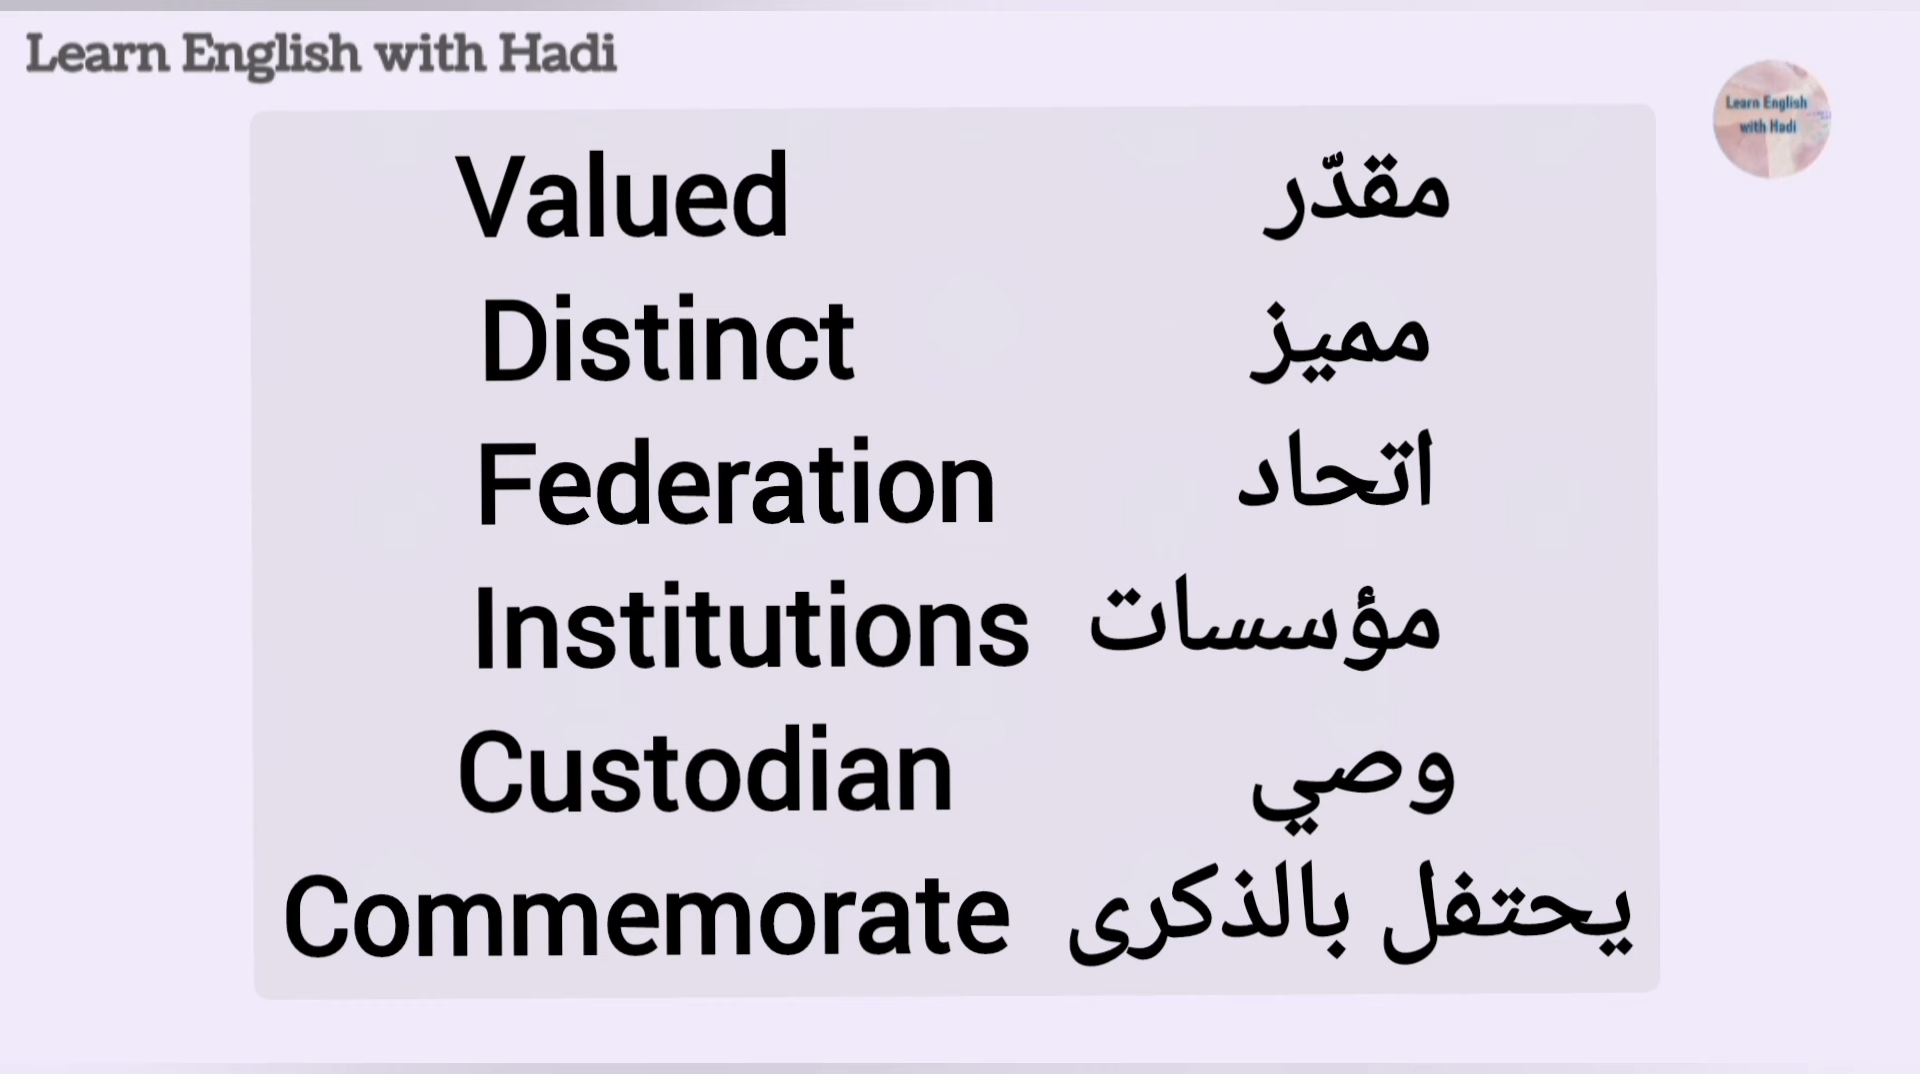 Learn English with Hadi
Learn English
with Hadi
Valued مقدّر
Distinct مميز
Federation اتحاد
Institutions مؤسسات
Custodian وصي
Commemorate يحتفل بالذكرى